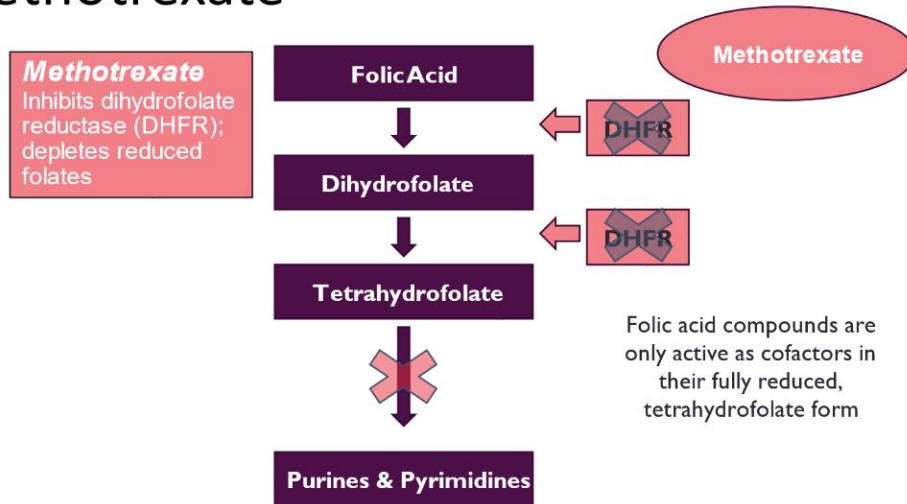 Methotrexate
Inhibits dihydrofolate
reductase (DHFR);
depletes reduced
folates
Folic Acid
Methotrexate
DHFR
Dihydrofolate
DHFR
Tetrahydrofolate
Folic acid compounds are
only active as cofactors in
their fully reduced,
tetrahydrofolate form
Purines & Pyrimidines